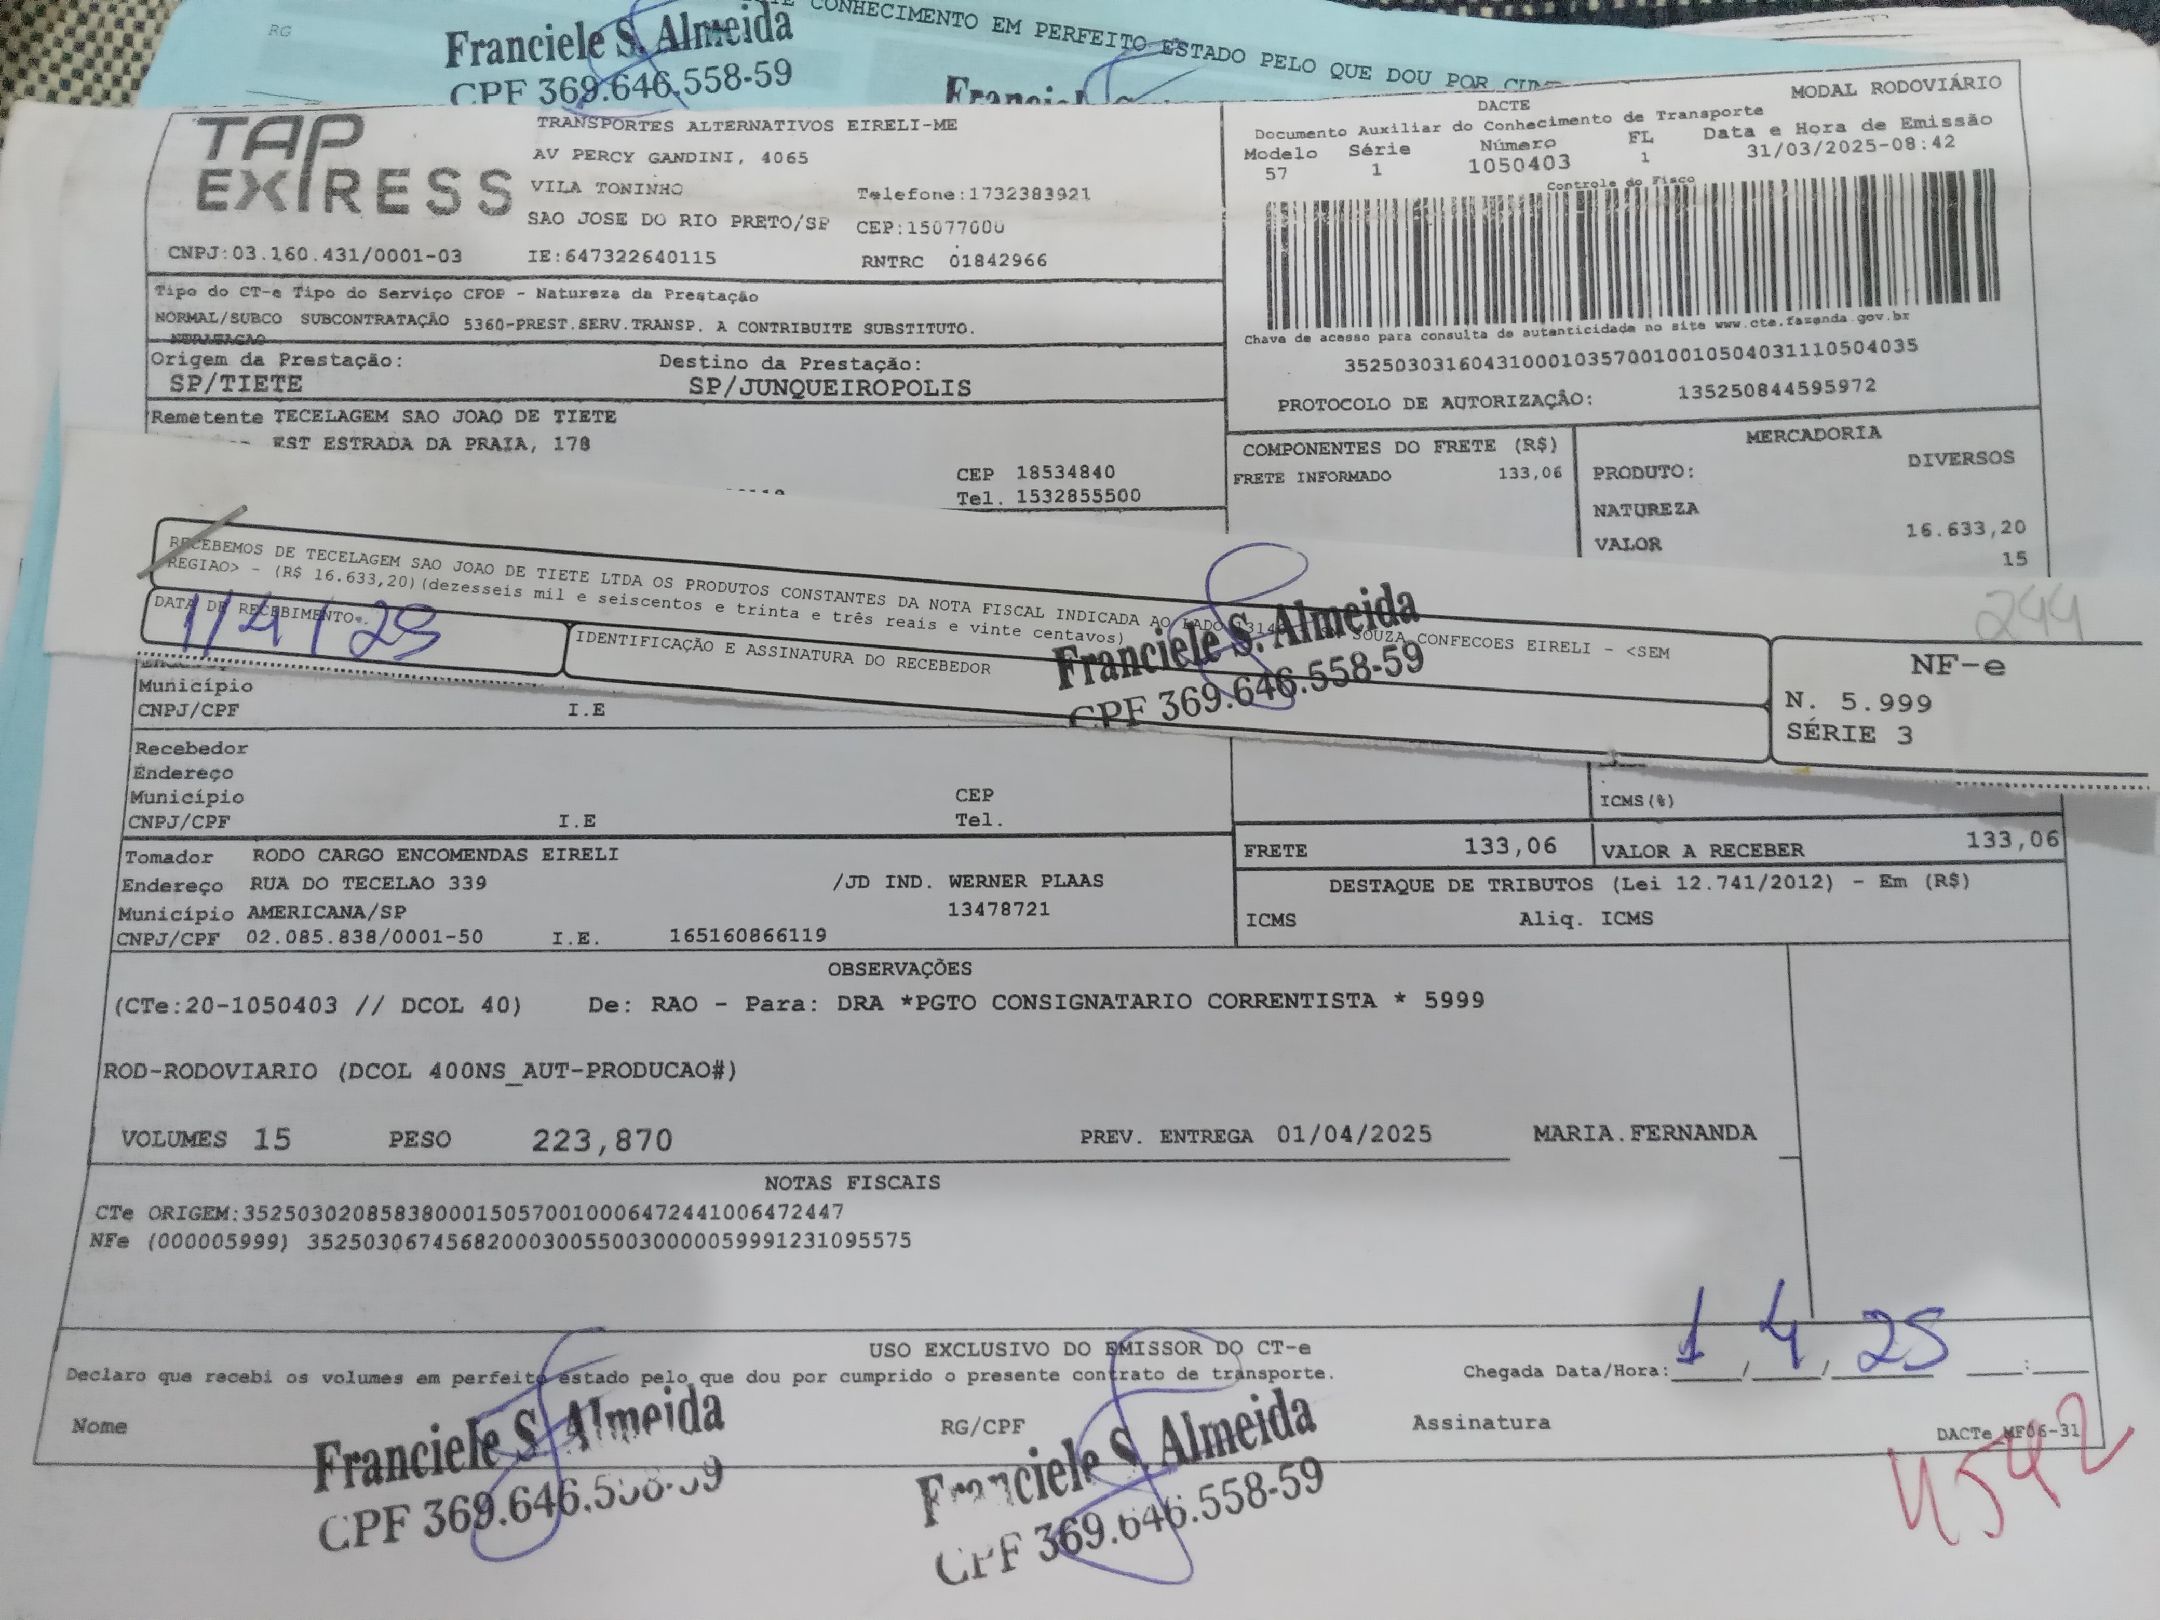 RG
Franciele S. Almeida
CPF 369.646.558-59
CONHECIMENTO EM PERFEITO ESTADO PELO QUE DOU POR
TAP EXPRESS
TRANSPORTES ALTERNATIVOS EIRELI-ME
AV PERCY GANDINI, 4065
VILA TONINHO Telefone:1732383921
SAO JOSE DO RIO PRETO/SP CEP:15077000
CNPJ:03.160.431/0001-03 IE:647322640115 RNTRC 01842966
MODAL RODOVIÁRIO
DACTE
Documento Auxiliar do Conhecimento de Transporte
Modelo Série Número FL Data e Hora de Emissão
57 1 1050403 1 31/03/2025-08:42
Controle do Fisco
Chave de acesso para consulta de autenticidade no site www.cte.fazenda.gov.br
35250303160431000103570010010504031110504035
PROTOCOLO DE AUTORIZAÇÃO: 135250844595972
Tipo do CT-e Tipo do Serviço CFOP - Natureza da Prestação
NORMAL/SUBCO SUBCONTRATAÇÃO 5360-PREST.SERV.TRANSP. A CONTRIBUITE SUBSTITUTO.
Origem da Prestação: Destino da Prestação:
SP/TIETE SP/JUNQUEIROPOLIS
Remetente TECELAGEM SAO JOAO DE TIETE
EST ESTRADA DA PRAIA, 178
CEP 18534840
Tel. 1532855500
COMPONENTES DO FRETE (R$)
FRETE INFORMADO 133,06
MERCADORIA
PRODUTO: DIVERSOS
NATUREZA
VALOR 16.633,20
15
244
RECEBEMOS DE TECELAGEM SAO JOAO DE TIETE LTDA OS PRODUTOS CONSTANTES DA NOTA FISCAL INDICADA AO LADO SOUZA CONFECOES EIRELI - <SEM
REGIAO> - (R$ 16.633,20)(dezesseis mil e seiscentos e trinta e três reais e vinte centavos)
DATA DE RECEBIMENTO
1/4/25
IDENTIFICAÇÃO E ASSINATURA DO RECEBEDOR
Franciele S. Almeida
CPF 369.646.558-59
NF-e
N. 5.999
SÉRIE 3
Município
CNPJ/CPF I.E
Recebedor
Endereço
Município CEP
CNPJ/CPF I.E Tel.
ICMS(%)
Tomador RODO CARGO ENCOMENDAS EIRELI
Endereço RUA DO TECELAO 339 /JD IND. WERNER PLAAS
Município AMERICANA/SP 13478721
CNPJ/CPF 02.085.838/0001-50 I.E. 165160866119
FRETE 133,06 VALOR A RECEBER 133,06
DESTAQUE DE TRIBUTOS (Lei 12.741/2012) - Em (R$)
ICMS Aliq. ICMS
OBSERVAÇÕES
(CTe:20-1050403 // DCOL 40) De: RAO - Para: DRA *PGTO CONSIGNATARIO CORRENTISTA * 5999
ROD-RODOVIARIO (DCOL 400NS_AUT-PRODUCAO#)
VOLUMES 15 PESO 223,870 PREV. ENTREGA 01/04/2025 MARIA.FERNANDA
NOTAS FISCAIS
CTe ORIGEM:35250302085838000150570010006472441006472447
NFe (000005999) 35250306745682000300550030000059991231095575
USO EXCLUSIVO DO EMISSOR DO CT-e
Declaro que recebi os volumes em perfeito estado pelo que dou por cumprido o presente contrato de transporte.
Chegada Data/Hora: 1/4/25 :
Nome RG/CPF Assinatura
DACTe MF06-31
Franciele S. Almeida
CPF 369.646.558-59
Franciele S. Almeida
CPF 369.646.558-59
4542